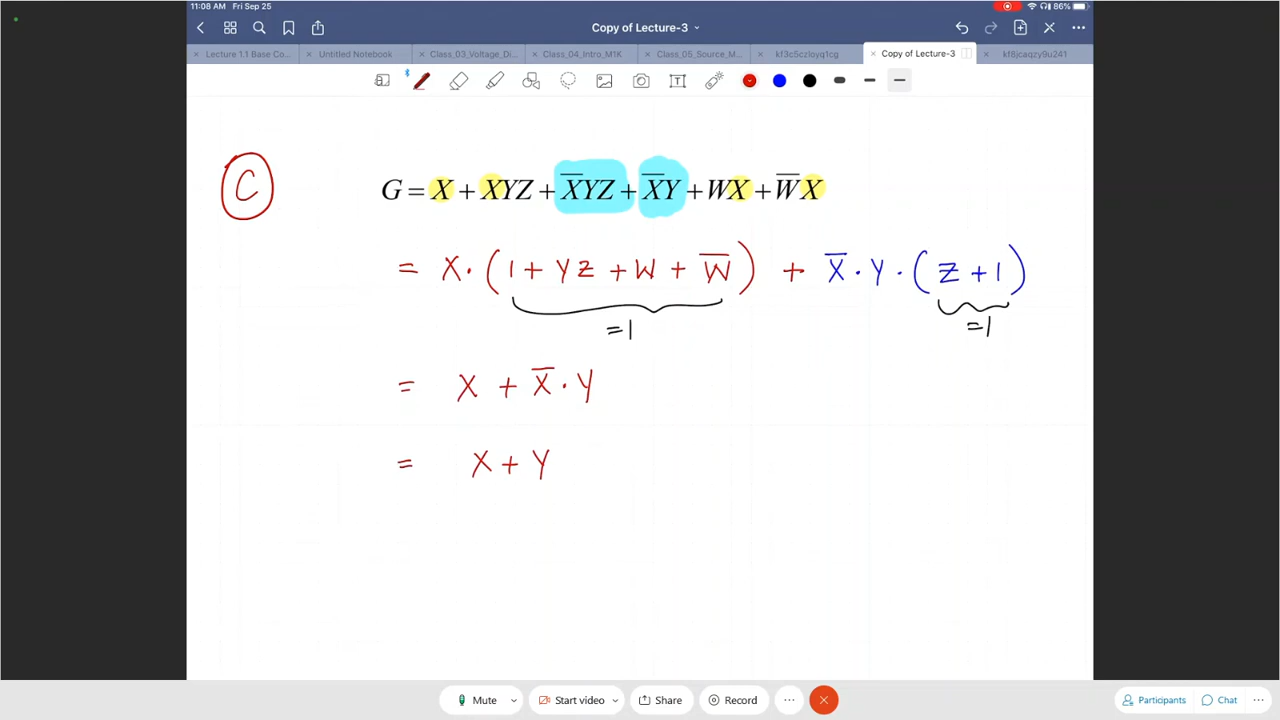 11:08 AM Fri Sep 25
86%
Copy of Lecture-3
Lecture 1.1 Base Co...
Untitled Notebook
Class_03_Voltage_Di...
Class_04_Intro_M1K
Class_05_Source_M...
kf3c5czloyq1cg
Copy of Lecture-3
kf8jcaqzy9u241
C
G = X + XYZ + X̅YZ + X̅Y + WX + W̅X
= X · (1 + YZ + W + W̅) + X̅ · Y · (Z + 1)
=1
=1
= X + X̅ · Y
= X + Y
Mute
Start video
Share
Record
Participants
Chat